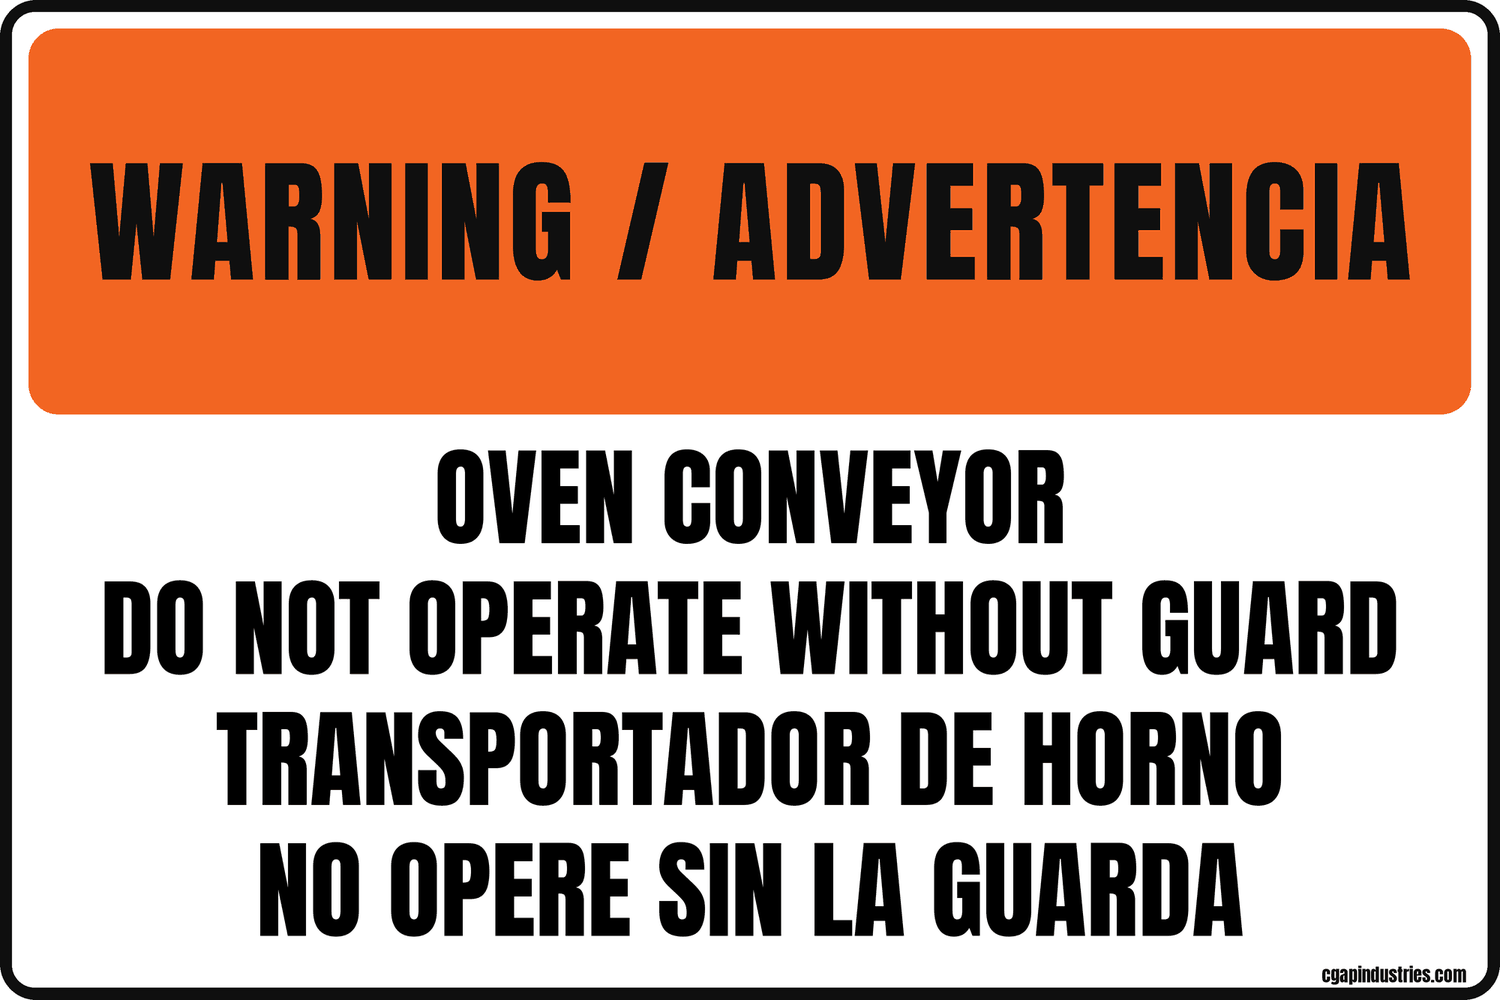 WARNING / ADVERTENCIA
OVEN CONVEYOR
DO NOT OPERATE WITHOUT GUARD
TRANSPORTADOR DE HORNO
NO OPERE SIN LA GUARDA
cgapindustries.com